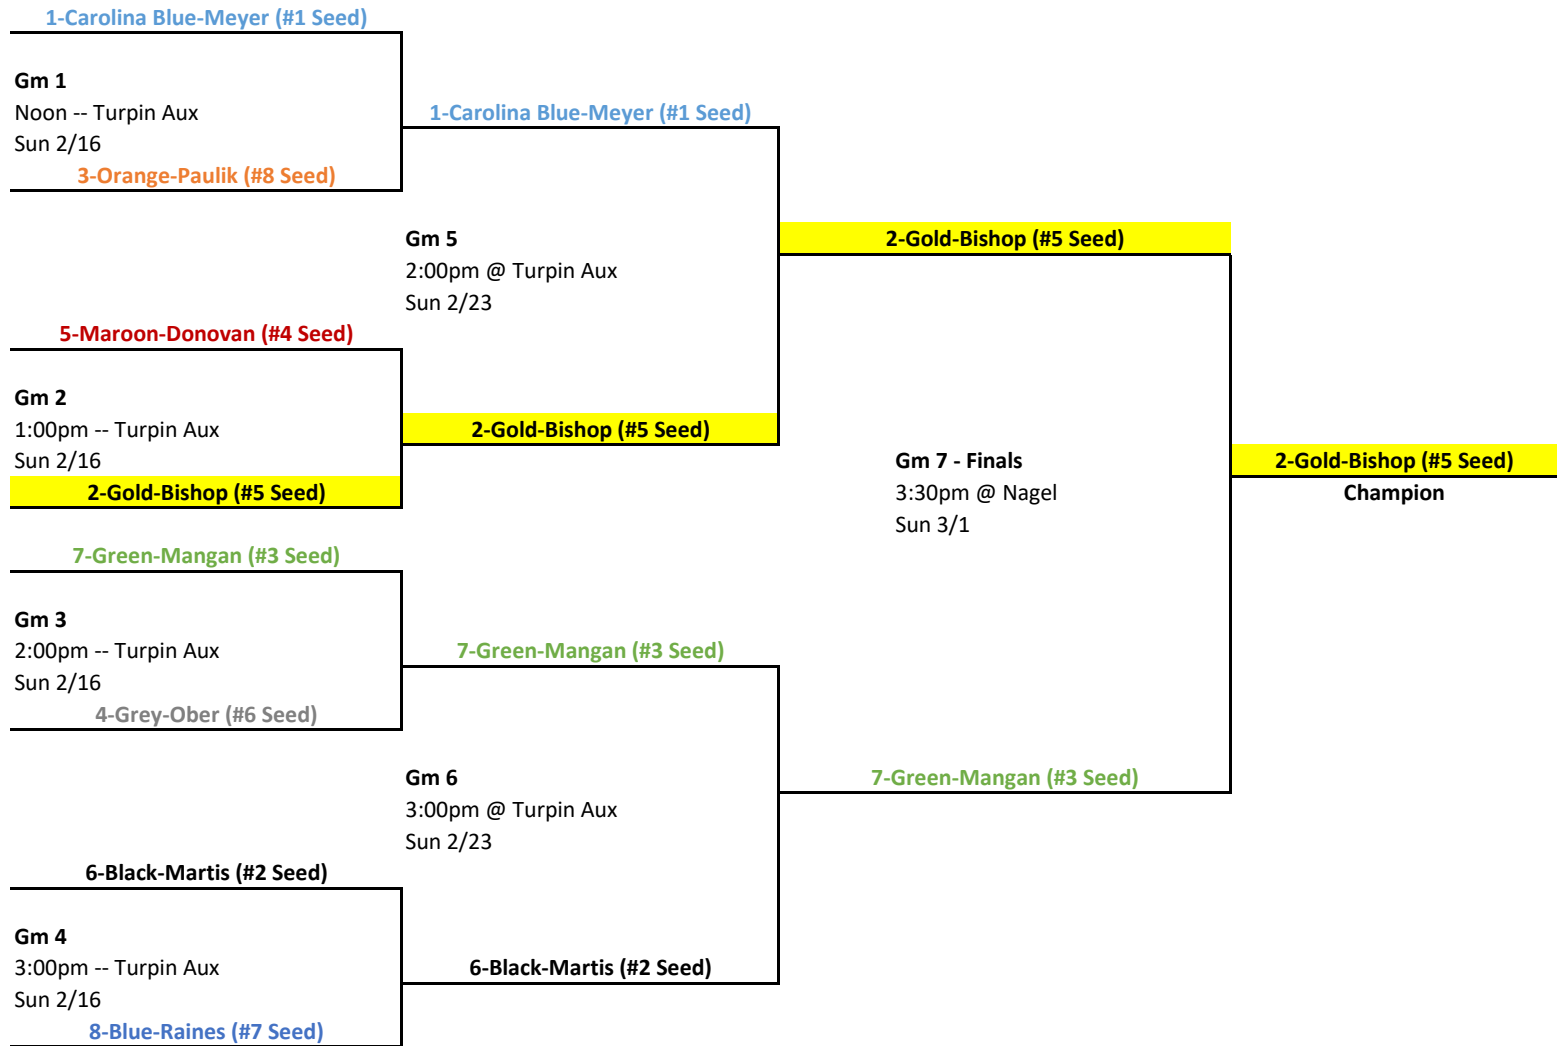 1-Carolina Blue-Meyer (#1 Seed)
Gm 1
Noon -- Turpin Aux
Sun 2/16
3-Orange-Paulik (#8 Seed)
1-Carolina Blue-Meyer (#1 Seed)
Gm 5
2:00pm @ Turpin Aux
Sun 2/23
2-Gold-Bishop (#5 Seed)
5-Maroon-Donovan (#4 Seed)
Gm 2
1:00pm -- Turpin Aux
Sun 2/16
2-Gold-Bishop (#5 Seed)
2-Gold-Bishop (#5 Seed)
Gm 7 - Finals
3:30pm @ Nagel
Sun 3/1
2-Gold-Bishop (#5 Seed)
Champion
7-Green-Mangan (#3 Seed)
Gm 3
2:00pm -- Turpin Aux
Sun 2/16
4-Grey-Ober (#6 Seed)
7-Green-Mangan (#3 Seed)
Gm 6
3:00pm @ Turpin Aux
Sun 2/23
7-Green-Mangan (#3 Seed)
6-Black-Martis (#2 Seed)
Gm 4
3:00pm -- Turpin Aux
Sun 2/16
8-Blue-Raines (#7 Seed)
6-Black-Martis (#2 Seed)